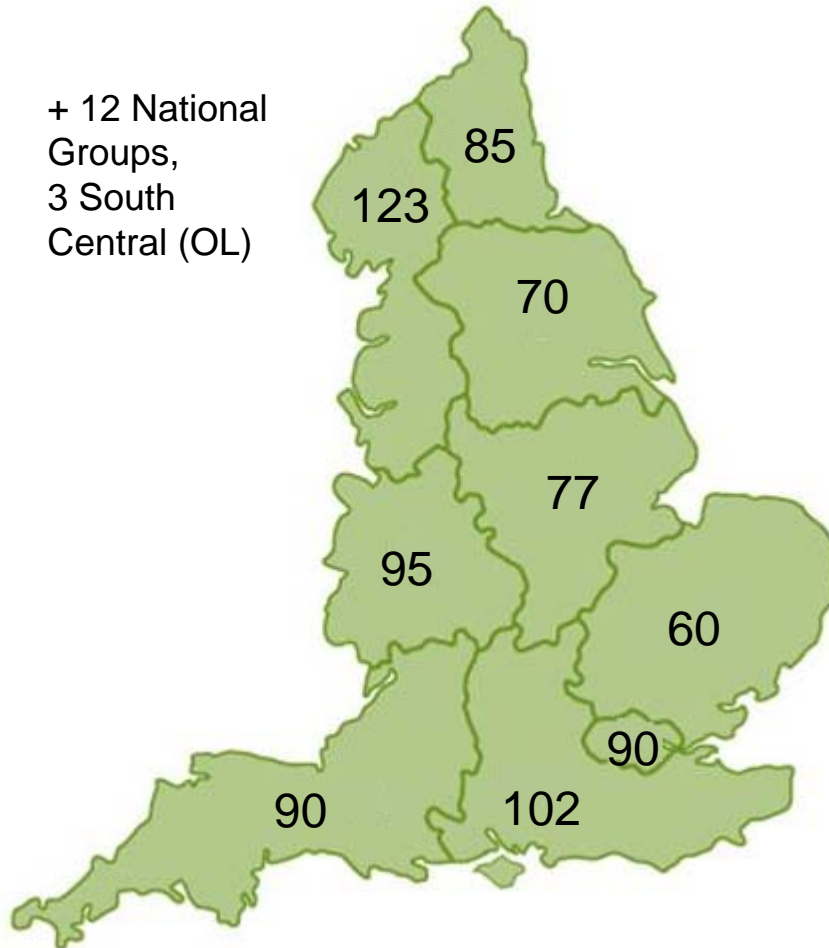 + 12 National
Groups,
3 South
Central (OL)
85
123
70
77
95
60
90
90
102